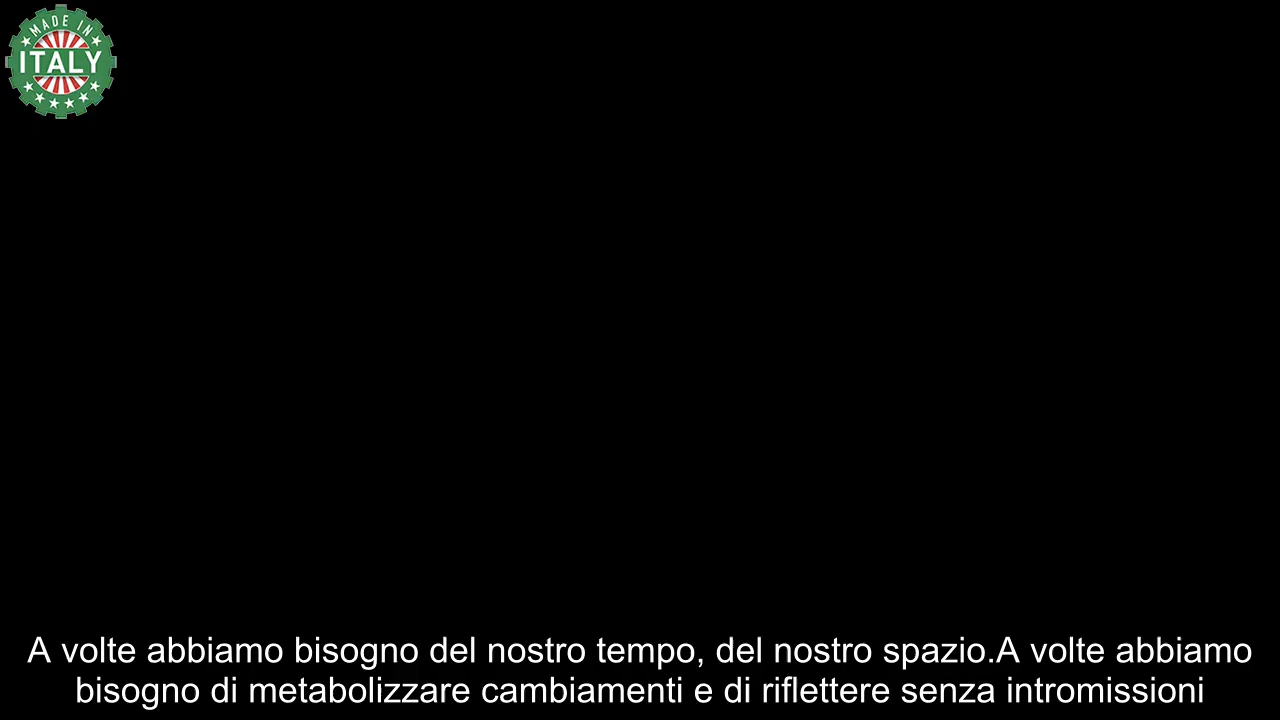 MADE IN
ITALY
A volte abbiamo bisogno del nostro tempo, del nostro spazio.A volte abbiamo
bisogno di metabolizzare cambiamenti e di riflettere senza intromissioni